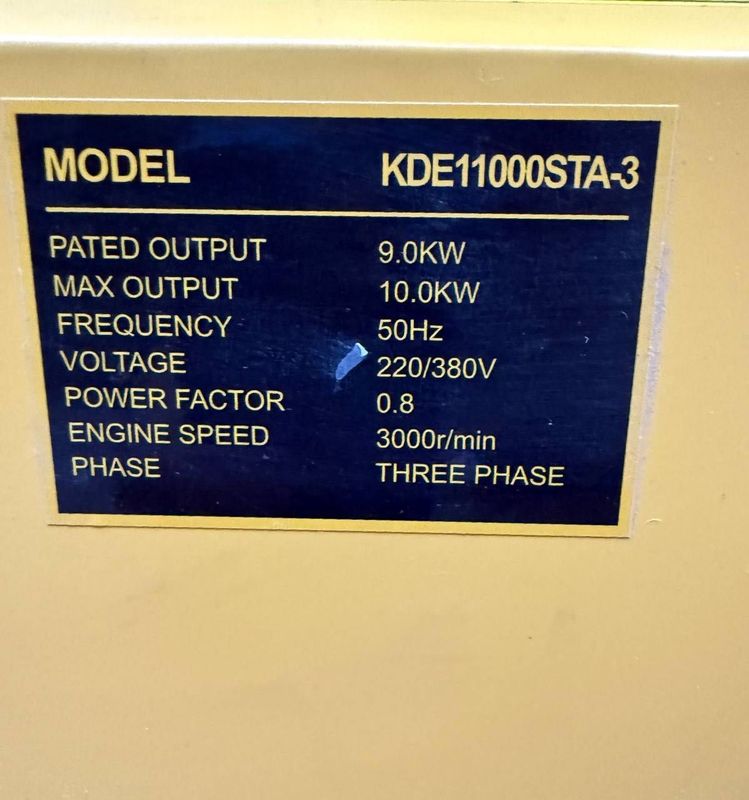 MODEL KDE11000STA-3
PATED OUTPUT 9.0KW
MAX OUTPUT 10.0KW
FREQUENCY 50Hz
VOLTAGE 220/380V
POWER FACTOR 0.8
ENGINE SPEED 3000r/min
PHASE THREE PHASE